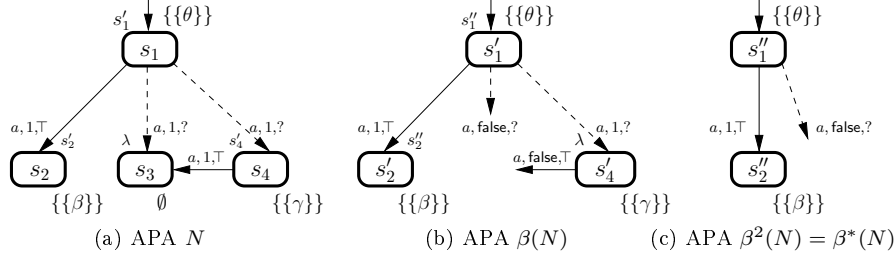 s′₁ {{θ}} s″₁ {{θ}} {{θ}}
s₁ s′₁ s″₁
a, 1,⊤ s′₂ λ a, 1,? s′₄ a, 1,? a, 1,⊤ s″₂ a, false,? λ a, 1,? a, 1,⊤ a, false,?
s₂ s₃ a, 1,⊤ s₄ s′₂ a, false,⊤ s′₄ s″₂
{{β}} ∅ {{γ}} {{β}} {{γ}} {{β}}
(a) APA N (b) APA β(N) (c) APA β²(N) = β*(N)